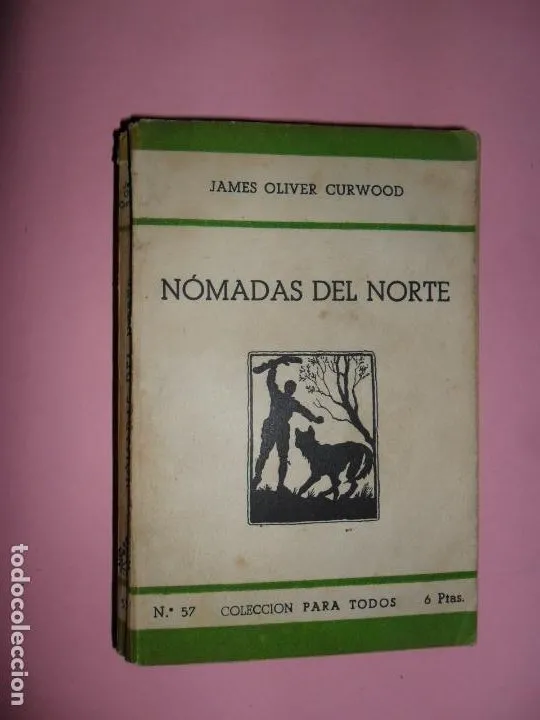 JAMES OLIVER CURWOOD
NÓMADAS DEL NORTE
N.º 57 COLECCION PARA TODOS 6 Ptas.
todocoleccion